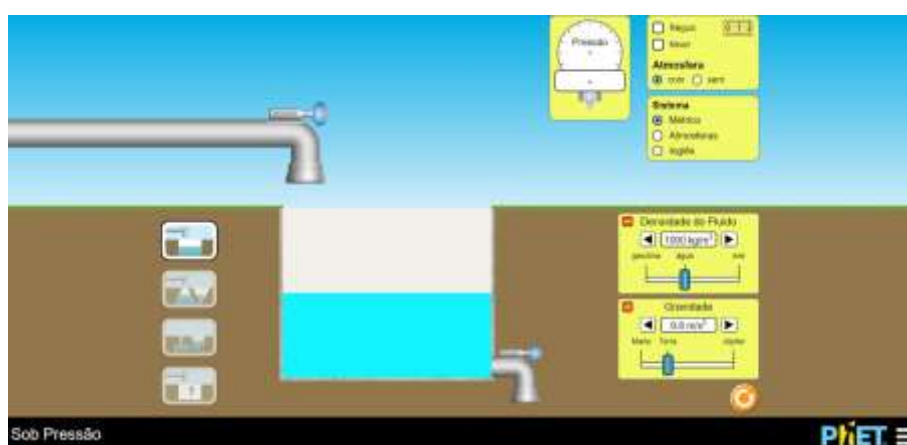 Pressão
Régua
Atmosfera
com sem
Sistema
Métrico
Atmosferas
Inglês
Densidade do Fluido
1000 kg/m³
gasolina água mel
Gravidade
9.8 m/s²
Marte Terra Júpiter
Sob Pressão
PhET